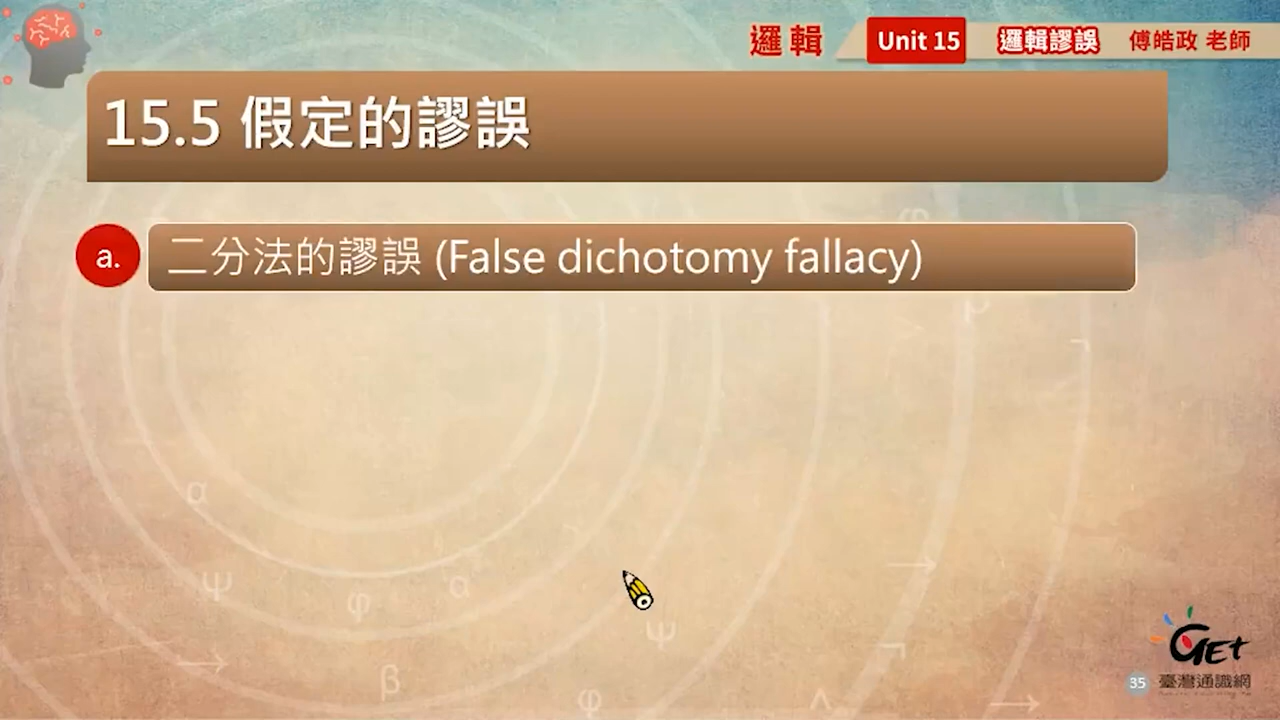 邏輯 Unit 15 邏輯謬誤 傅皓政 老師
15.5 假定的謬誤
a. 二分法的謬誤 (False dichotomy fallacy)
α
Ψ φ α
Ψ
β
φ
GET
35 臺灣通識網